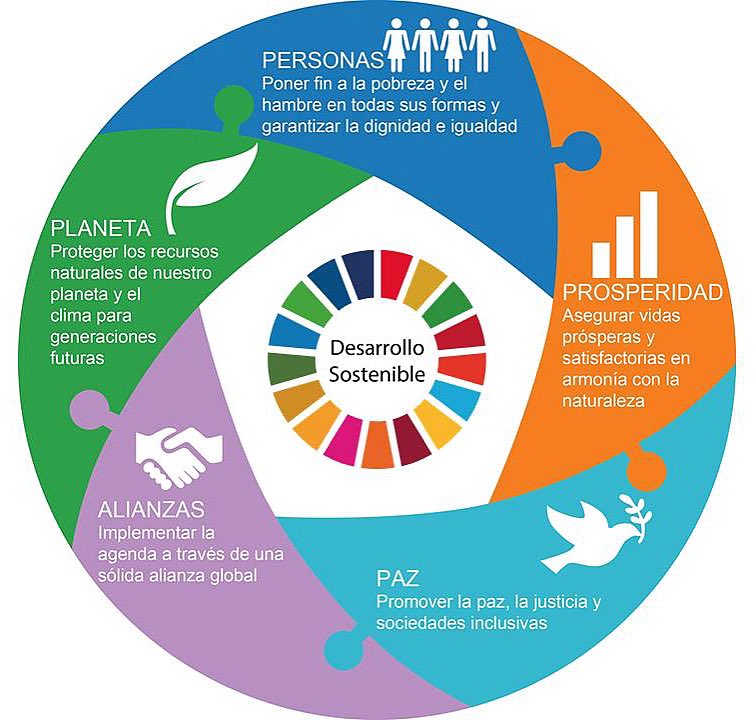 PERSONAS
Poner fin a la pobreza y el
hambre en todas sus formas y
garantizar la dignidad e igualdad
PLANETA
Proteger los recursos
naturales de nuestro
planeta y el
clima para
generaciones
futuras
PROSPERIDAD
Asegurar vidas
prósperas y
satisfactorias en
armonía con la
naturaleza
Desarrollo
Sostenible
ALIANZAS
Implementar la
agenda a través de una
sólida alianza global
PAZ
Promover la paz, la justicia y
sociedades inclusivas